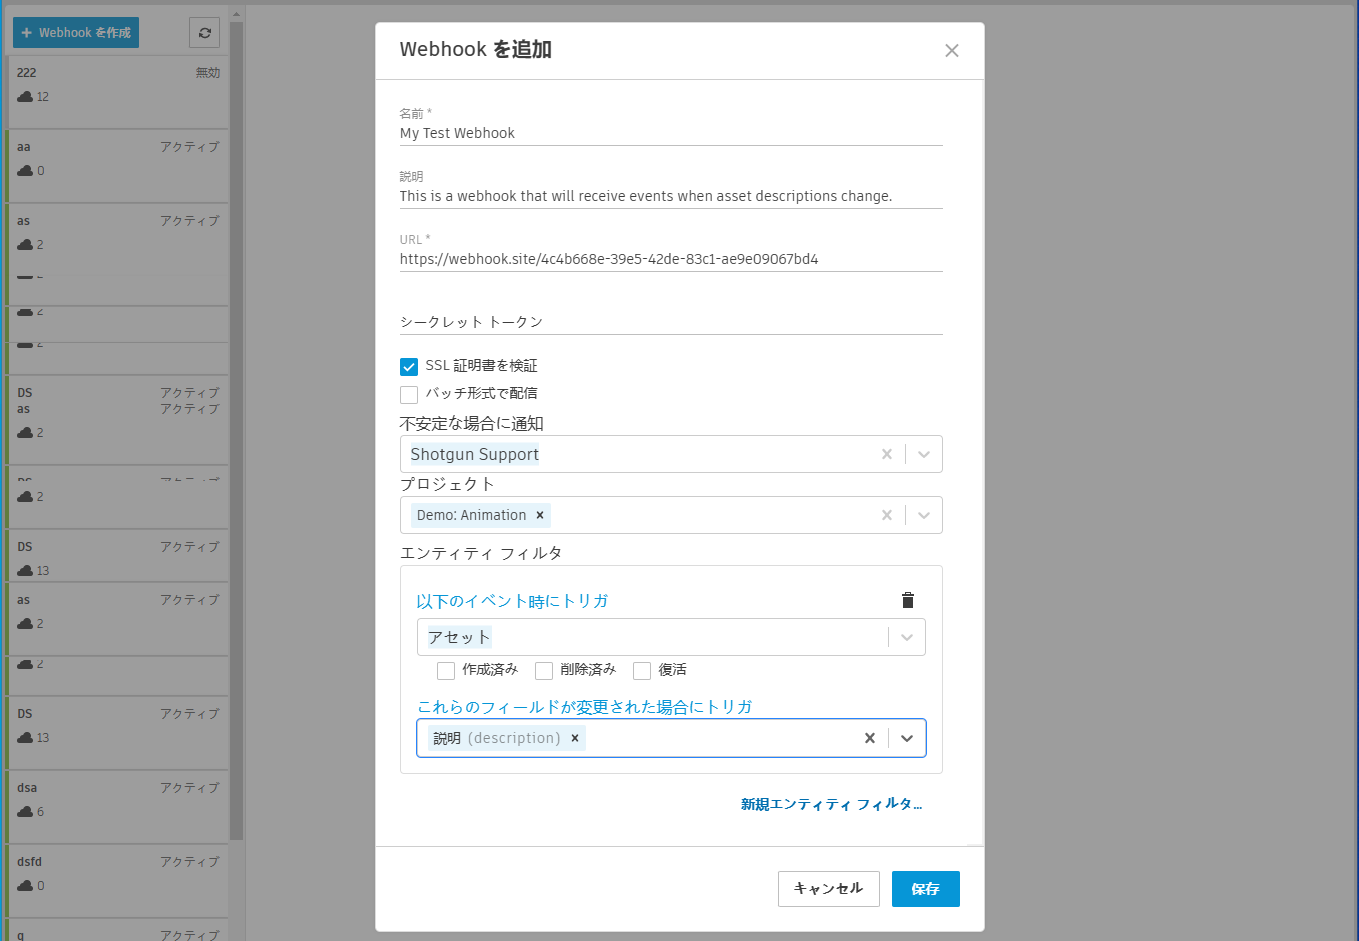 + Webhook を作成
222 無効
12
aa アクティブ
0
as アクティブ
2
2
2
DS アクティブ
as アクティブ
2
2
DS アクティブ
13
as アクティブ
2
2
DS アクティブ
13
dsa アクティブ
6
dsfd アクティブ
0
g アクティブ
Webhook を追加
名前 *
My Test Webhook
説明
This is a webhook that will receive events when asset descriptions change.
URL *
https://webhook.site/4c4b668e-39e5-42de-83c1-ae9e09067bd4
シークレット トークン
SSL 証明書を検証
バッチ形式で配信
不安定な場合に通知
Shotgun Support
プロジェクト
Demo: Animation ×
エンティティ フィルタ
以下のイベント時にトリガ
アセット
作成済み 削除済み 復活
これらのフィールドが変更された場合にトリガ
説明 (description) ×
新規エンティティ フィルタ...
キャンセル 保存